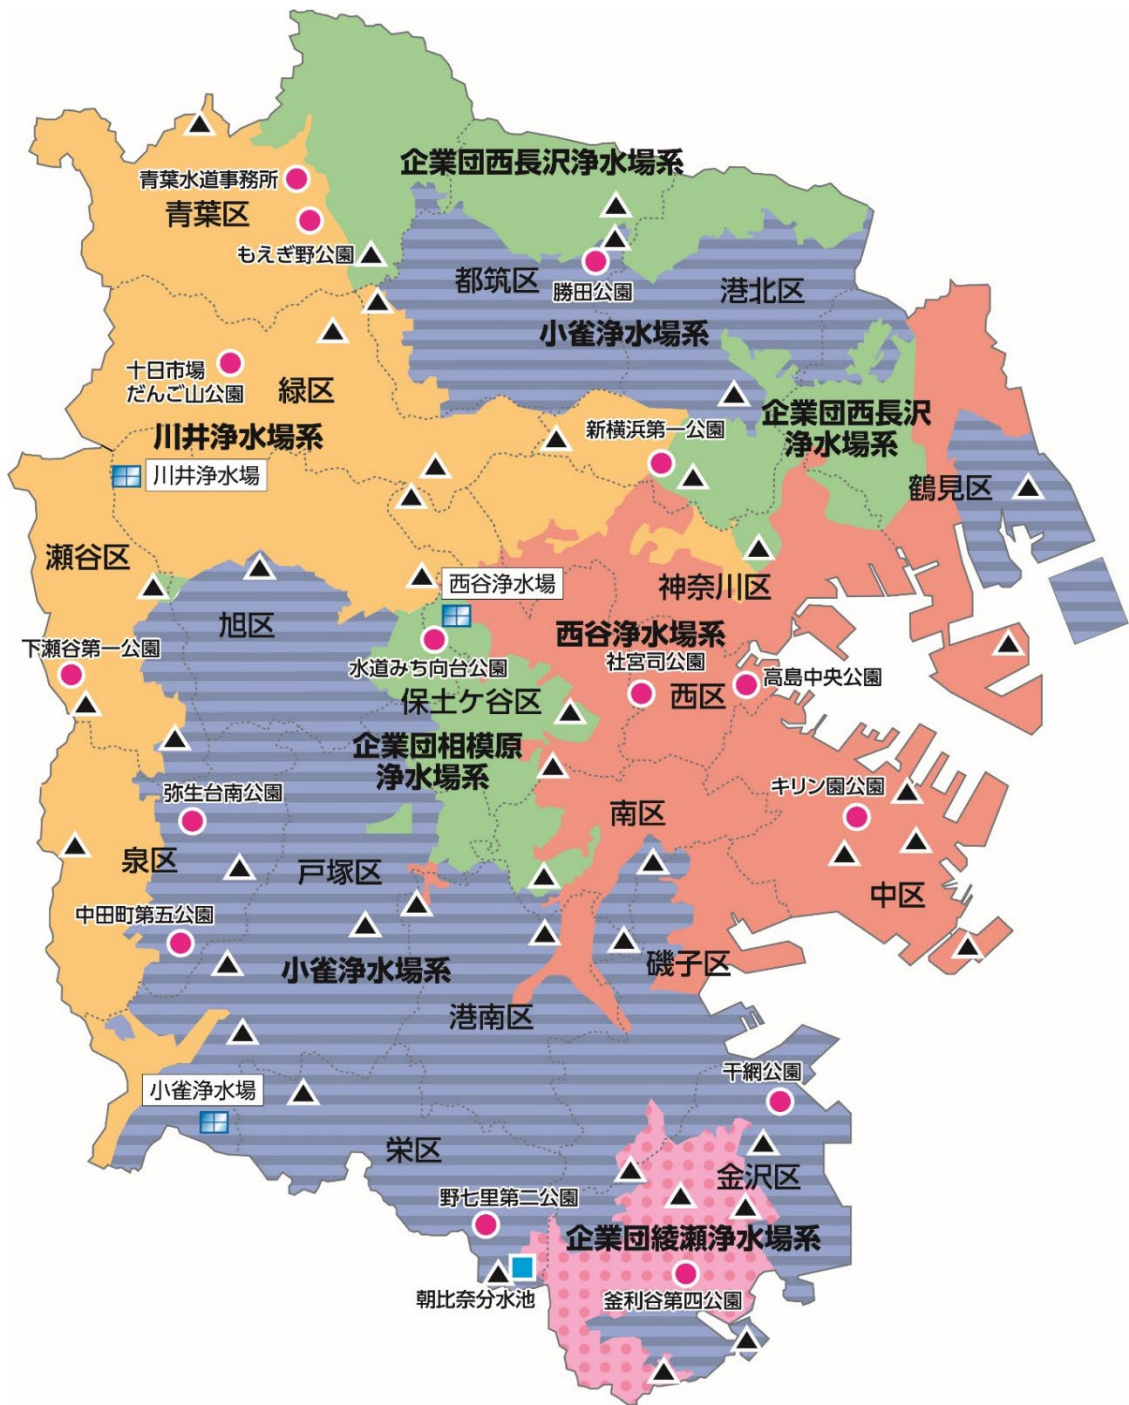 企業団西長沢浄水場系
青葉水道事務所
青葉区
もえぎ野公園
都筑区
勝田公園
港北区
小雀浄水場系
十日市場
だんご山公園
緑区
川井浄水場系
川井浄水場
新横浜第一公園
企業団西長沢
浄水場系
鶴見区
瀬谷区
旭区
西谷浄水場
神奈川区
西谷浄水場系
下瀬谷第一公園
水道みち向台公園
社宮司公園
西区
高島中央公園
保土ケ谷区
企業団相模原
浄水場系
弥生台南公園
泉区
戸塚区
南区
キリン園公園
中区
中田町第五公園
小雀浄水場系
港南区
磯子区
小雀浄水場
干網公園
栄区
金沢区
野七里第二公園
企業団綾瀬浄水場系
朝比奈分水池
釜利谷第四公園